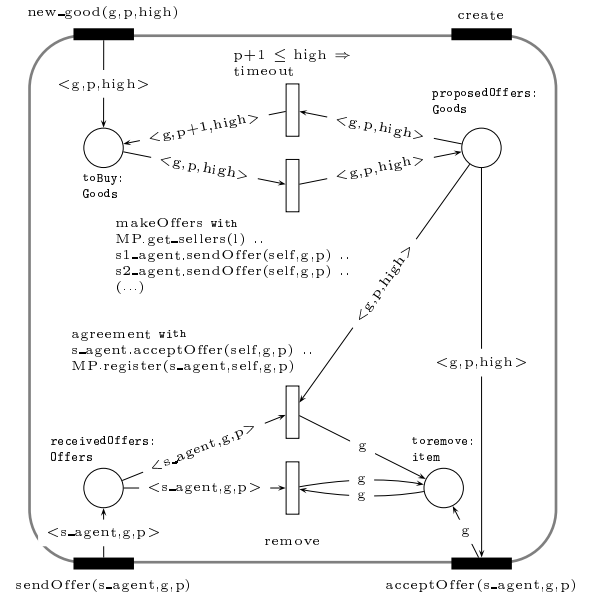 new_good(g,p,high)
create
p+1 ≤ high ⇒
timeout
<g,p,high>
proposedOffers:
Goods
<g,p+1,high>
<g,p,high>
<g,p,high>
<g,p,high>
toBuy:
Goods
makeOffers with
MP.get_sellers(l) ..
s1_agent.sendOffer(self,g,p) ..
s2_agent.sendOffer(self,g,p) ..
(...)
<g,p,high>
agreement with
s_agent.acceptOffer(self,g,p) ..
MP.register(s_agent,self,g,p)
<g,p,high>
receivedOffers:
Offers
<s_agent,g,p>
g
toremove:
item
<s_agent,g,p>
g
g
<s_agent,g,p>
g
remove
sendOffer(s_agent,g,p)
acceptOffer(s_agent,g,p)